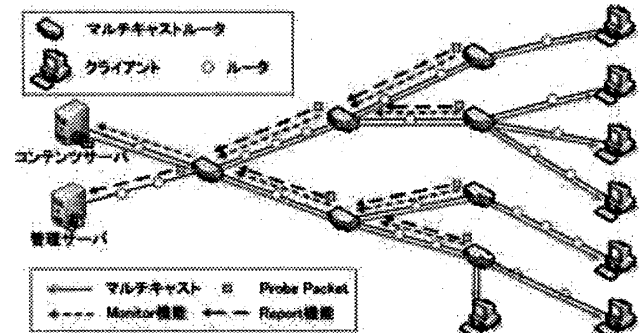 マルチキャストルータ
クライアント
ルータ
コンテンツサーバ
管理サーバ
マルチキャスト
Probe Packet
Monitor機能
Report機能